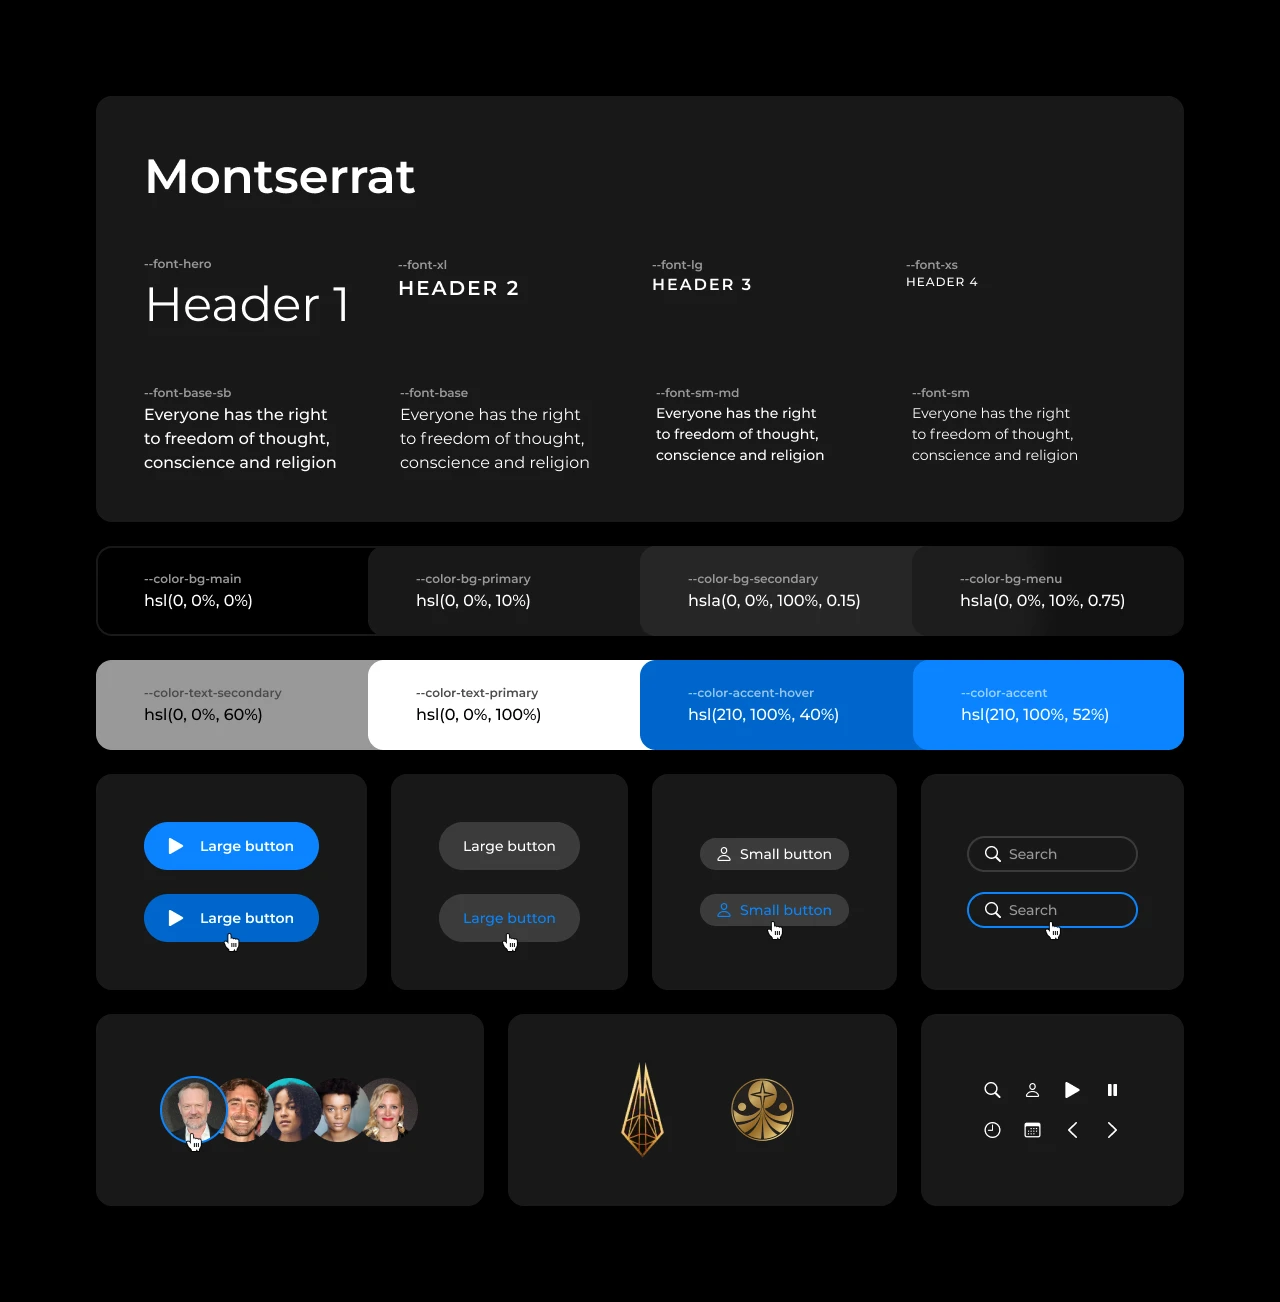 Montserrat
--font-hero
Header 1
--font-xl
HEADER 2
--font-lg
HEADER 3
--font-xs
HEADER 4
--font-base-sb
Everyone has the right
to freedom of thought,
conscience and religion
--font-base
Everyone has the right
to freedom of thought,
conscience and religion
--font-sm-md
Everyone has the right
to freedom of thought,
conscience and religion
--font-sm
Everyone has the right
to freedom of thought,
conscience and religion
--color-bg-main
hsl(0, 0%, 0%)
--color-bg-primary
hsl(0, 0%, 10%)
--color-bg-secondary
hsla(0, 0%, 100%, 0.15)
--color-bg-menu
hsla(0, 0%, 10%, 0.75)
--color-text-secondary
hsl(0, 0%, 60%)
--color-text-primary
hsl(0, 0%, 100%)
--color-accent-hover
hsl(210, 100%, 40%)
--color-accent
hsl(210, 100%, 52%)
Large button
Large button
Large button
Large button
Small button
Small button
Search
Search